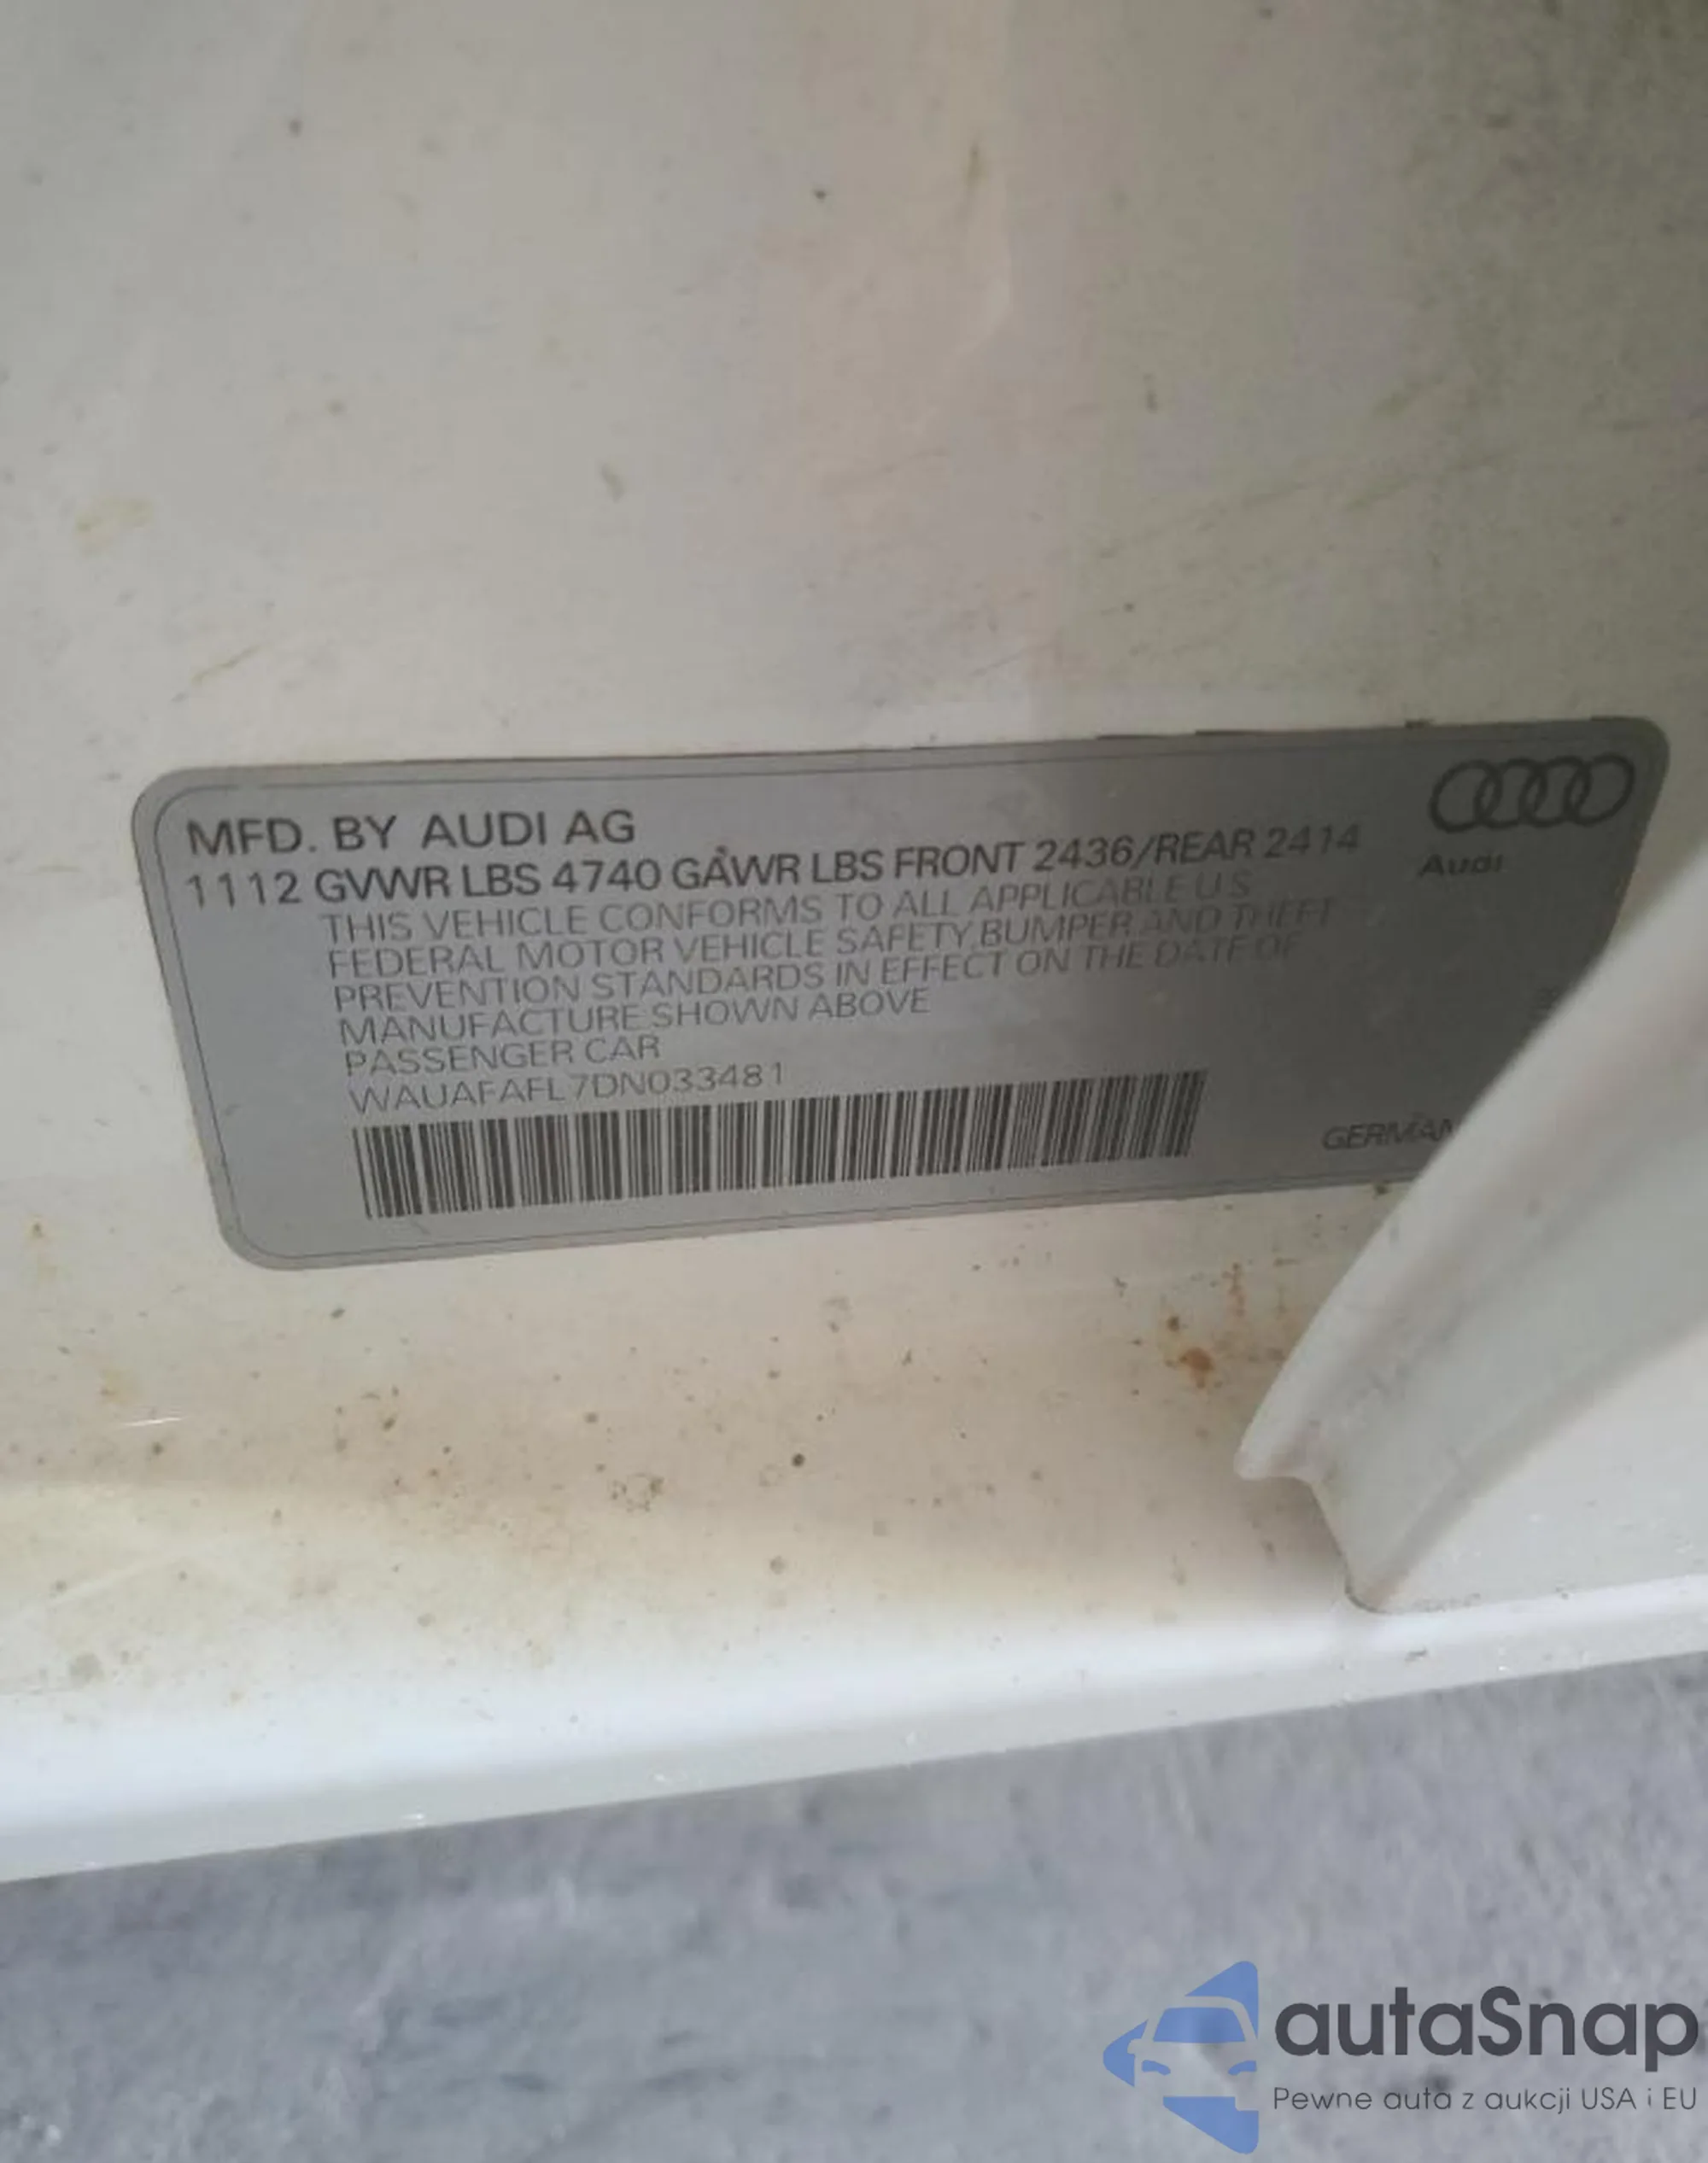 MFD. BY AUDI AG
1112 GVWR LBS 4740 GAWR LBS FRONT 2436/REAR 2414
Audi
THIS VEHICLE CONFORMS TO ALL APPLICABLE U S
FEDERAL MOTOR VEHICLE SAFETY BUMPER AND THEFT
PREVENTION STANDARDS IN EFFECT ON THE DATE OF
MANUFACTURE SHOWN ABOVE
PASSENGER CAR
WAUAFAFL7DN033481
GERMAN
autaSnap
Pewne auta z aukcji USA i EU